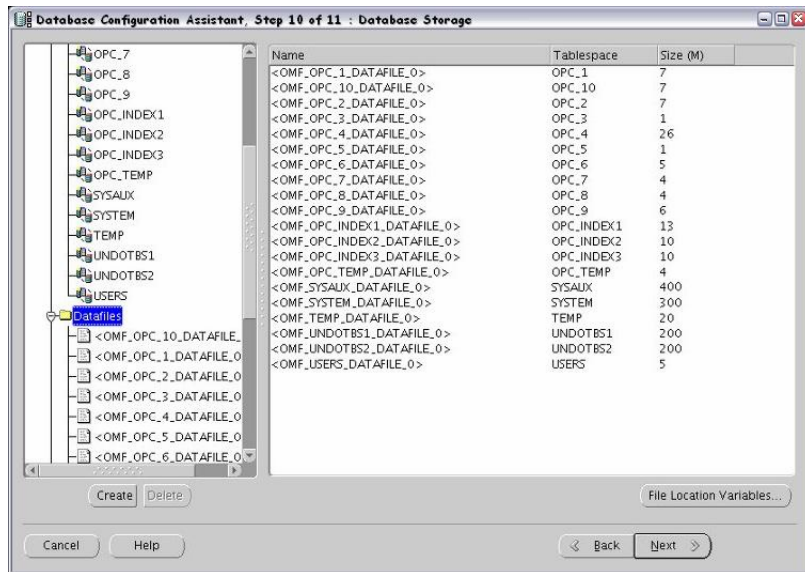 Database Configuration Assistant, Step 10 of 11 : Database Storage
OPC_7
OPC_8
OPC_9
OPC_INDEX1
OPC_INDEX2
OPC_INDEX3
OPC_TEMP
SYSAUX
SYSTEM
TEMP
UNDOTBS1
UNDOTBS2
USERS
Datafiles
<OMF_OPC_10_DATAFILE_
<OMF_OPC_1_DATAFILE_0
<OMF_OPC_2_DATAFILE_0
<OMF_OPC_3_DATAFILE_0
<OMF_OPC_4_DATAFILE_0
<OMF_OPC_5_DATAFILE_0
<OMF_OPC_6_DATAFILE_0
Name Tablespace Size (M)
<OMF_OPC_1_DATAFILE_0> OPC_1 7
<OMF_OPC_10_DATAFILE_0> OPC_10 7
<OMF_OPC_2_DATAFILE_0> OPC_2 7
<OMF_OPC_3_DATAFILE_0> OPC_3 1
<OMF_OPC_4_DATAFILE_0> OPC_4 26
<OMF_OPC_5_DATAFILE_0> OPC_5 1
<OMF_OPC_6_DATAFILE_0> OPC_6 5
<OMF_OPC_7_DATAFILE_0> OPC_7 4
<OMF_OPC_8_DATAFILE_0> OPC_8 4
<OMF_OPC_9_DATAFILE_0> OPC_9 6
<OMF_OPC_INDEX1_DATAFILE_0> OPC_INDEX1 13
<OMF_OPC_INDEX2_DATAFILE_0> OPC_INDEX2 10
<OMF_OPC_INDEX3_DATAFILE_0> OPC_INDEX3 10
<OMF_OPC_TEMP_DATAFILE_0> OPC_TEMP 4
<OMF_SYSAUX_DATAFILE_0> SYSAUX 400
<OMF_SYSTEM_DATAFILE_0> SYSTEM 300
<OMF_TEMP_DATAFILE_0> TEMP 20
<OMF_UNDOTBS1_DATAFILE_0> UNDOTBS1 200
<OMF_UNDOTBS2_DATAFILE_0> UNDOTBS2 200
<OMF_USERS_DATAFILE_0> USERS 5
Create Delete File Location Variables...
Cancel Help Back Next